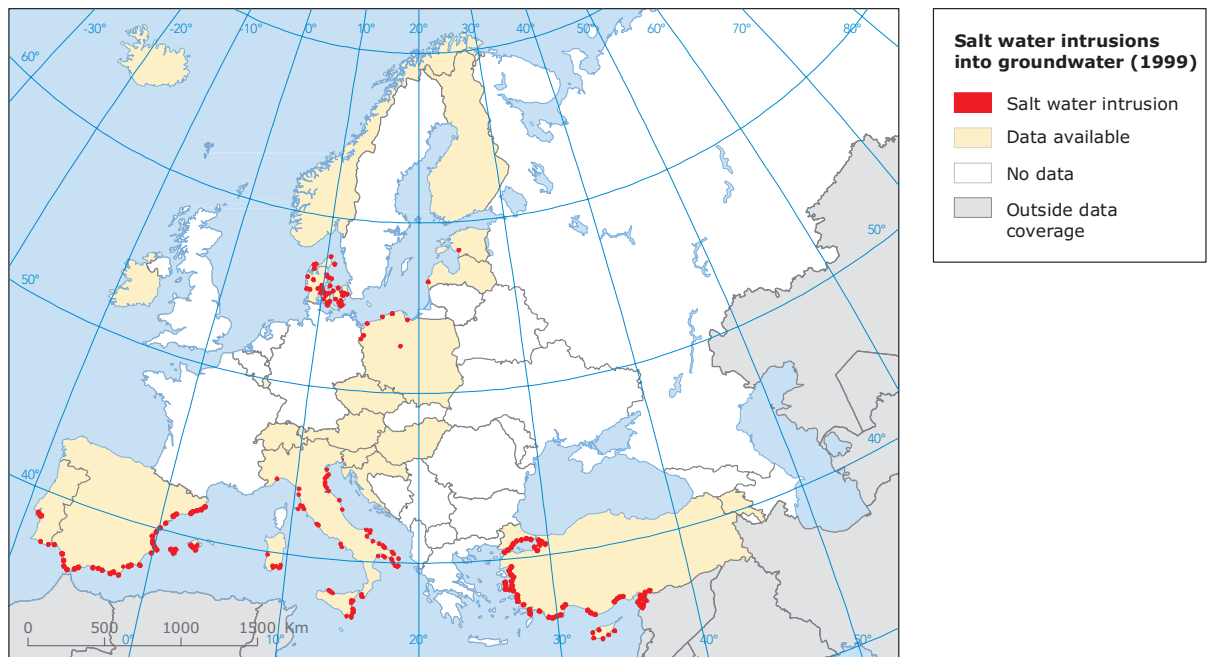 -30° -20° -10° 0° 10° 20° 30° 40° 50° 60° 80°
60°
50°
50°
40°
40°
0 500 1000 1500 Km
0° 10° 20° 30° 40° 50°
Salt water intrusions
into groundwater (1999)
Salt water intrusion
Data available
No data
Outside data
coverage